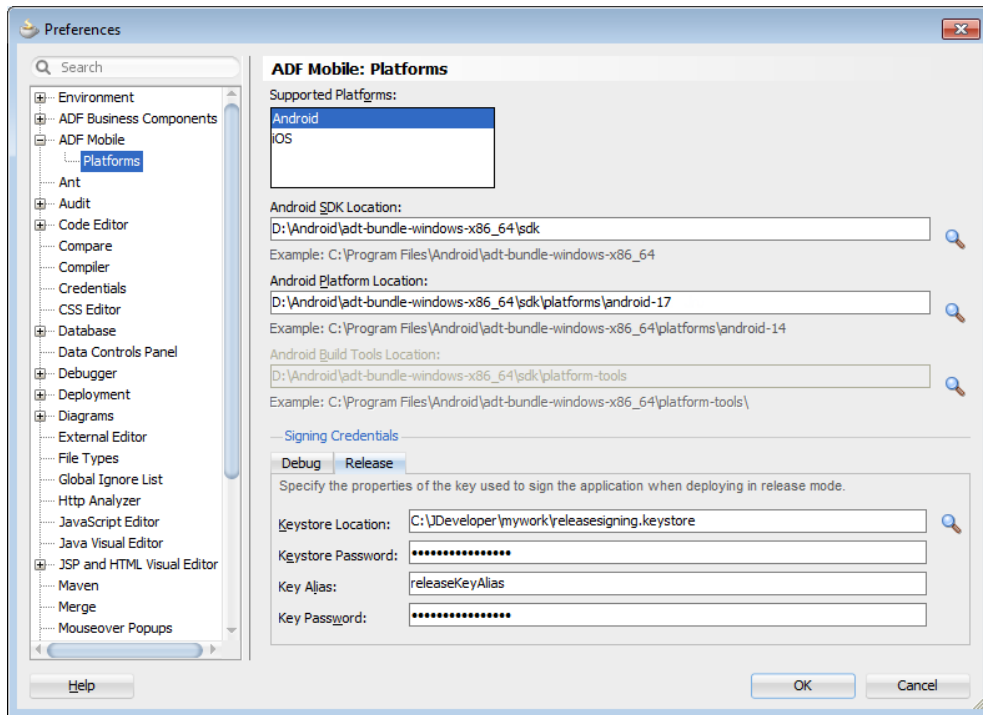 Preferences
Search
Environment
ADF Business Components
ADF Mobile
Platforms
Ant
Audit
Code Editor
Compare
Compiler
Credentials
CSS Editor
Database
Data Controls Panel
Debugger
Deployment
Diagrams
External Editor
File Types
Global Ignore List
Http Analyzer
JavaScript Editor
Java Visual Editor
JSP and HTML Visual Editor
Maven
Merge
Mouseover Popups
ADF Mobile: Platforms
Supported Platforms:
Android
iOS
Android SDK Location:
D:\Android\adt-bundle-windows-x86_64\sdk
Example: C:\Program Files\Android\adt-bundle-windows-x86_64
Android Platform Location:
D:\Android\adt-bundle-windows-x86_64\sdk\platforms\android-17
Example: C:\Program Files\Android\adt-bundle-windows-x86_64\platforms\android-14
Android Build Tools Location:
D:\Android\adt-bundle-windows-x86_64\sdk\platform-tools
Example: C:\Program Files\Android\adt-bundle-windows-x86_64\platform-tools\
Signing Credentials
Debug Release
Specify the properties of the key used to sign the application when deploying in release mode.
Keystore Location: C:\JDeveloper\mywork\releasesigning.keystore
Keystore Password: ••••••••••••••••
Key Alias: releaseKeyAlias
Key Password: ••••••••••••••••
Help OK Cancel